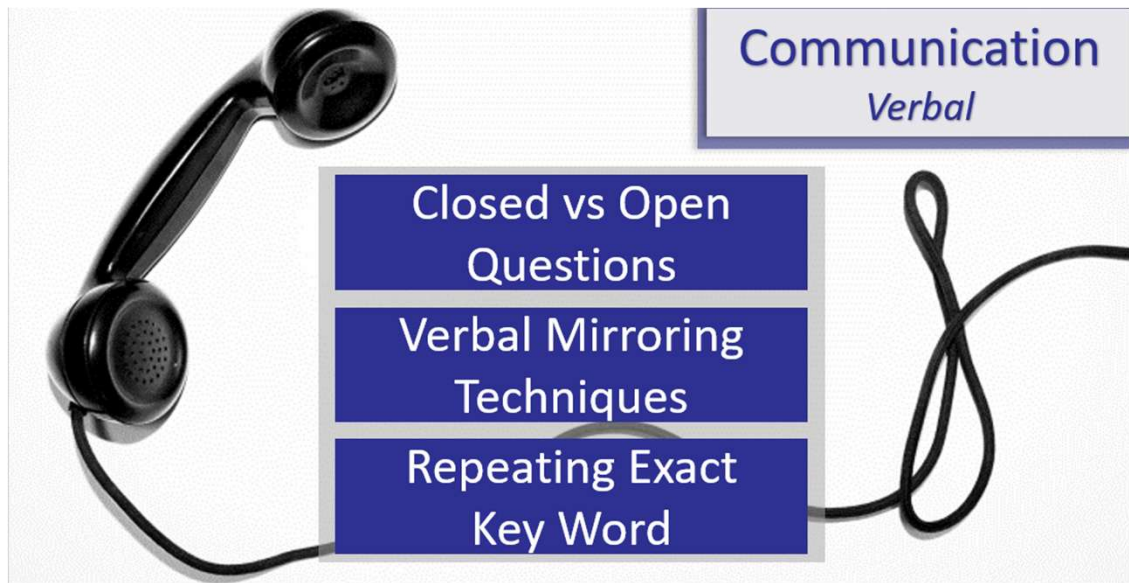 Communication
Verbal
Closed vs Open
Questions
Verbal Mirroring
Techniques
Repeating Exact
Key Word